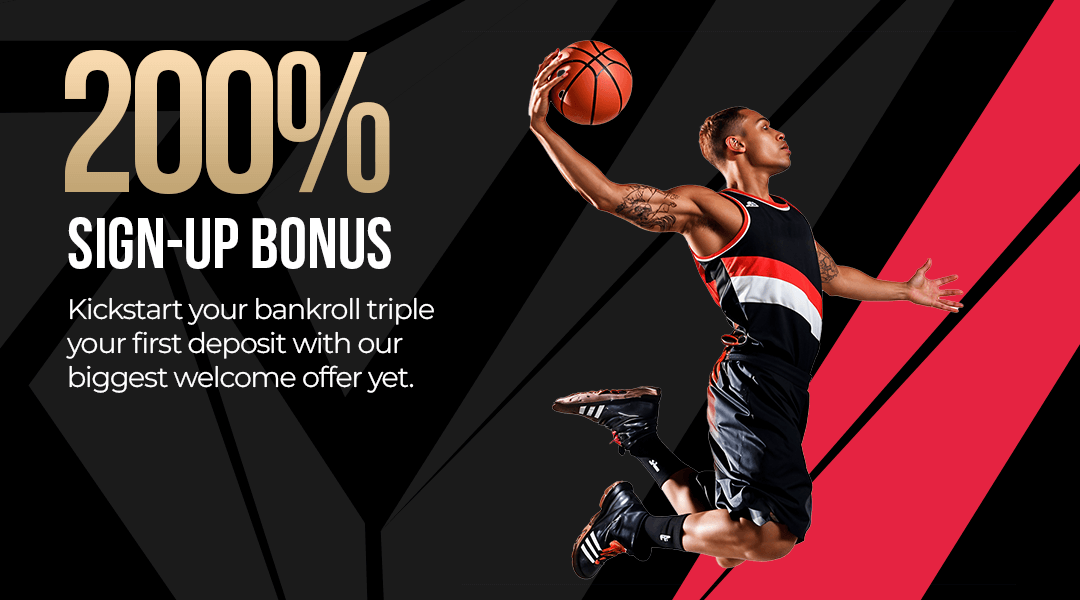 200%
SIGN-UP BONUS
Kickstart your bankroll triple
your first deposit with our
biggest welcome offer yet.